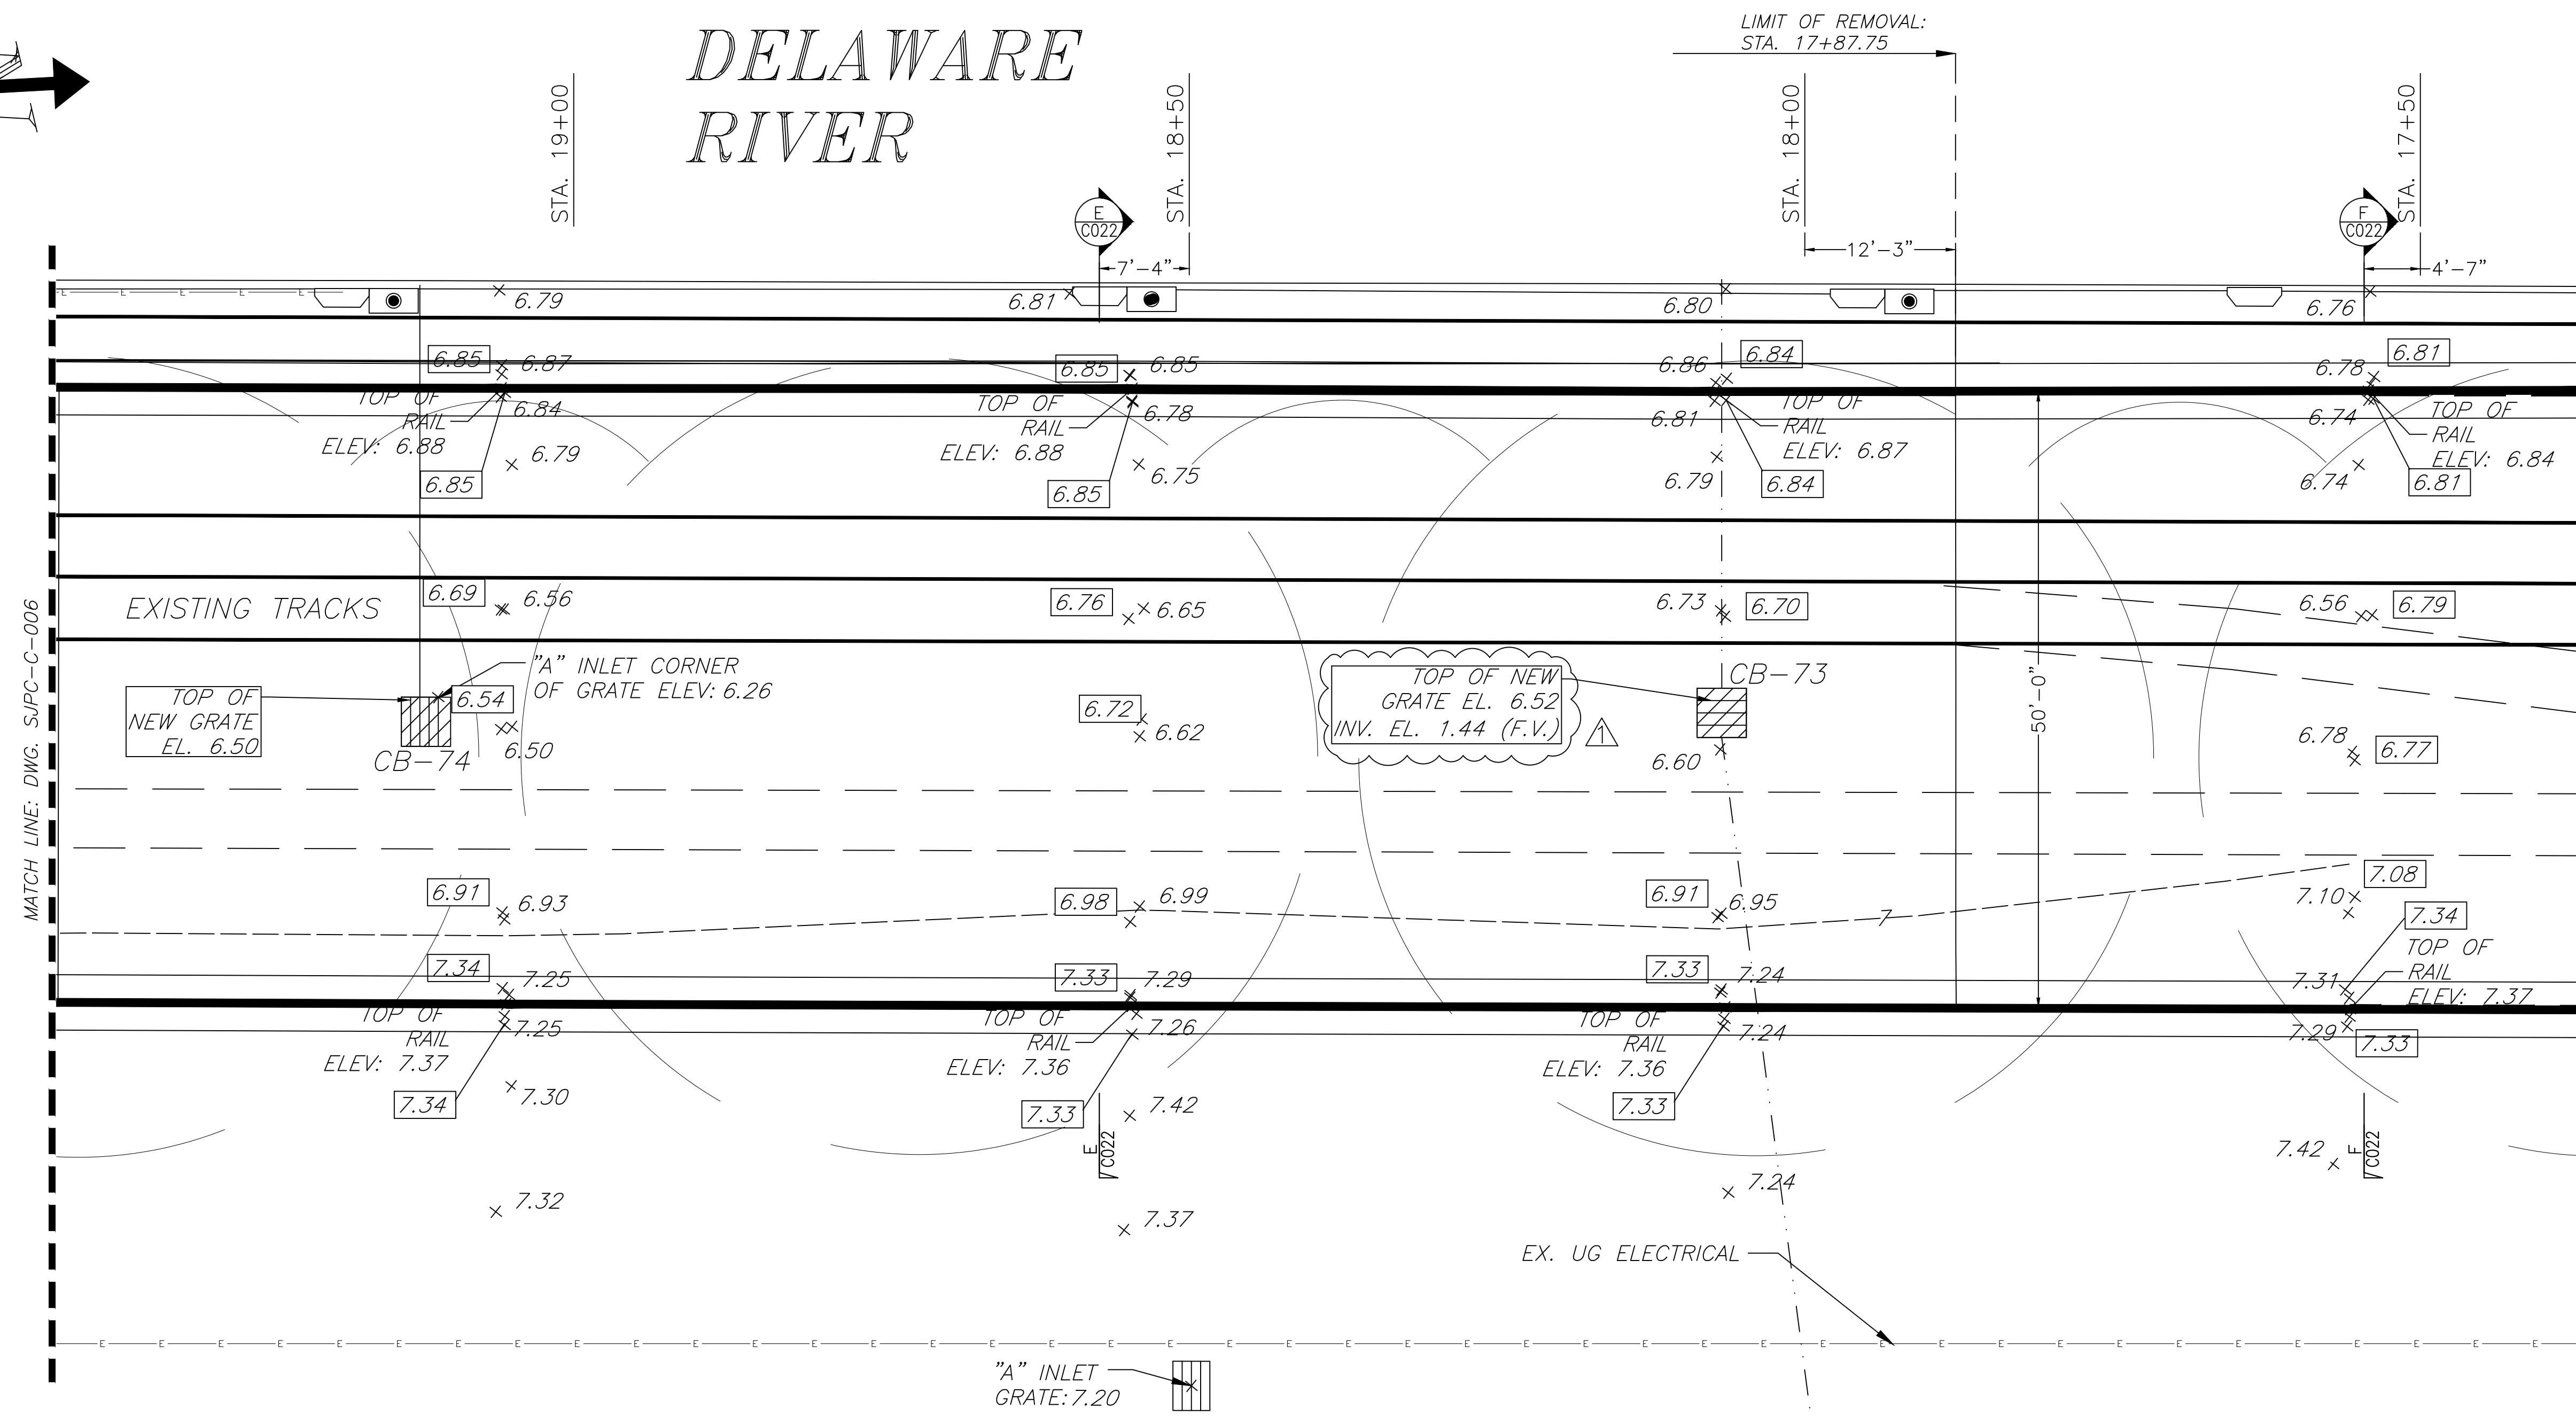 DELAWARE
RIVER
LIMIT OF REMOVAL:
STA. 17+87.75
STA. 19+00
STA. 18+50
STA. 18+00
STA. 17+50
E
C022
F
C022
7'-4"
12'-3"
4'-7"
E E E E E
6.79
6.81
6.80
6.76
6.85 6.87
6.85 6.85
6.86 6.84
6.78 6.81
TOP OF
RAIL
ELEV: 6.88
6.84
6.79
6.85
TOP OF
RAIL
ELEV: 6.88
6.78
6.75
6.85
6.81
TOP OF
RAIL
ELEV: 6.87
6.79
6.84
6.74
TOP OF
RAIL
ELEV: 6.84
6.74
6.81
MATCH LINE: DWG. SJPC-C-006
EXISTING TRACKS
6.69 6.56
6.76 6.65
6.73 6.70
6.56 6.79
"A" INLET CORNER
OF GRATE ELEV: 6.26
TOP OF
NEW GRATE
EL. 6.50
6.54
6.50
CB-74
6.72
6.62
TOP OF NEW
GRATE EL. 6.52
INV. EL. 1.44 (F.V.)
1
CB-73
6.60
50'-0"
6.78 6.77
6.91 6.93
6.98 6.99
6.91 6.95
7
7.10 7.08
7.34
7.34 7.25
7.33 7.29
7.33 7.24
7.31
TOP OF
RAIL
ELEV: 7.37
TOP OF
RAIL
ELEV: 7.37
7.25
7.30
7.34
TOP OF
RAIL
ELEV: 7.36
7.26
7.42
7.33
TOP OF
RAIL
ELEV: 7.36
7.24
7.33
7.29 7.33
E
C022
7.42
F
C022
7.32
7.37
7.24
EX. UG ELECTRICAL
E E E E E E E E E E E E E E E E E E E E E E E E E E E E E E E E E E E E E E E E E E
"A" INLET
GRATE: 7.20